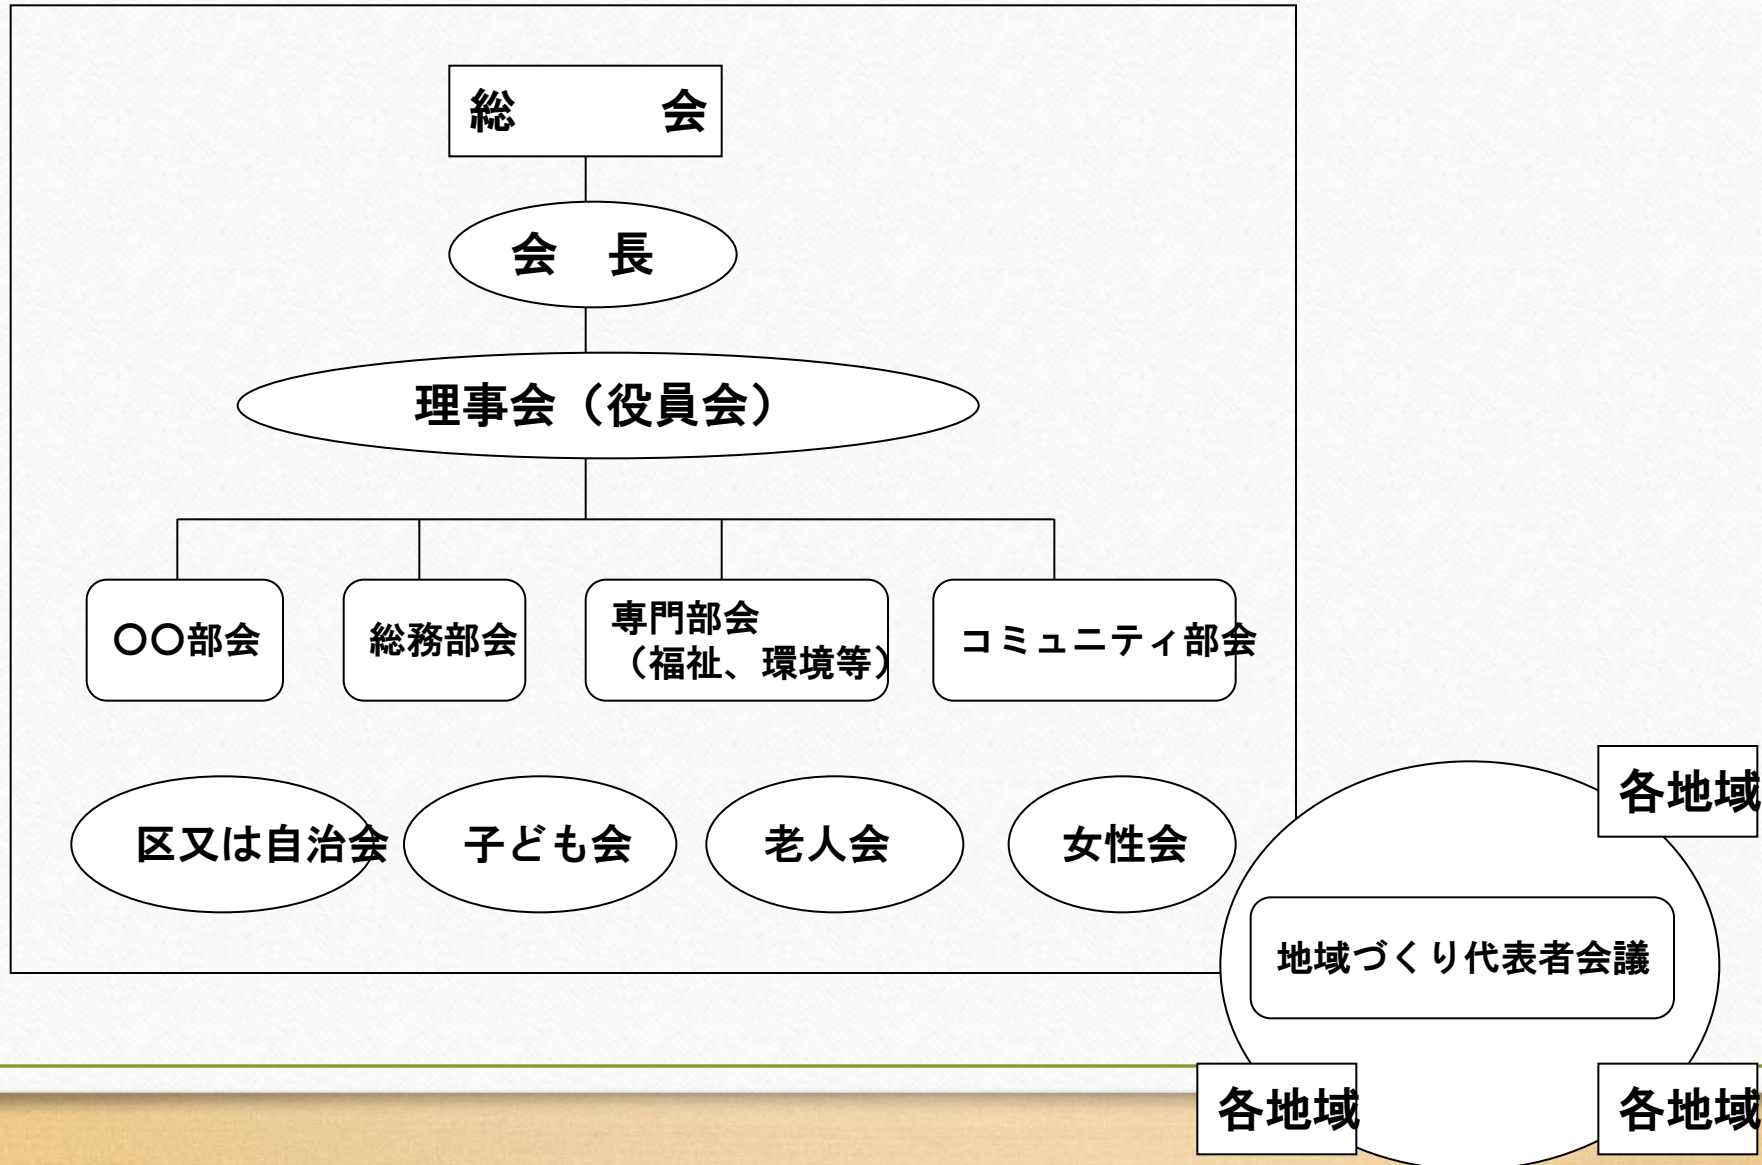 総　　　会
会　長
理事会（役員会）
〇〇部会
総務部会
専門部会
（福祉、環境等）
コミュニティ部会
区又は自治会
子ども会
老人会
女性会
各地域
地域づくり代表者会議
各地域
各地域